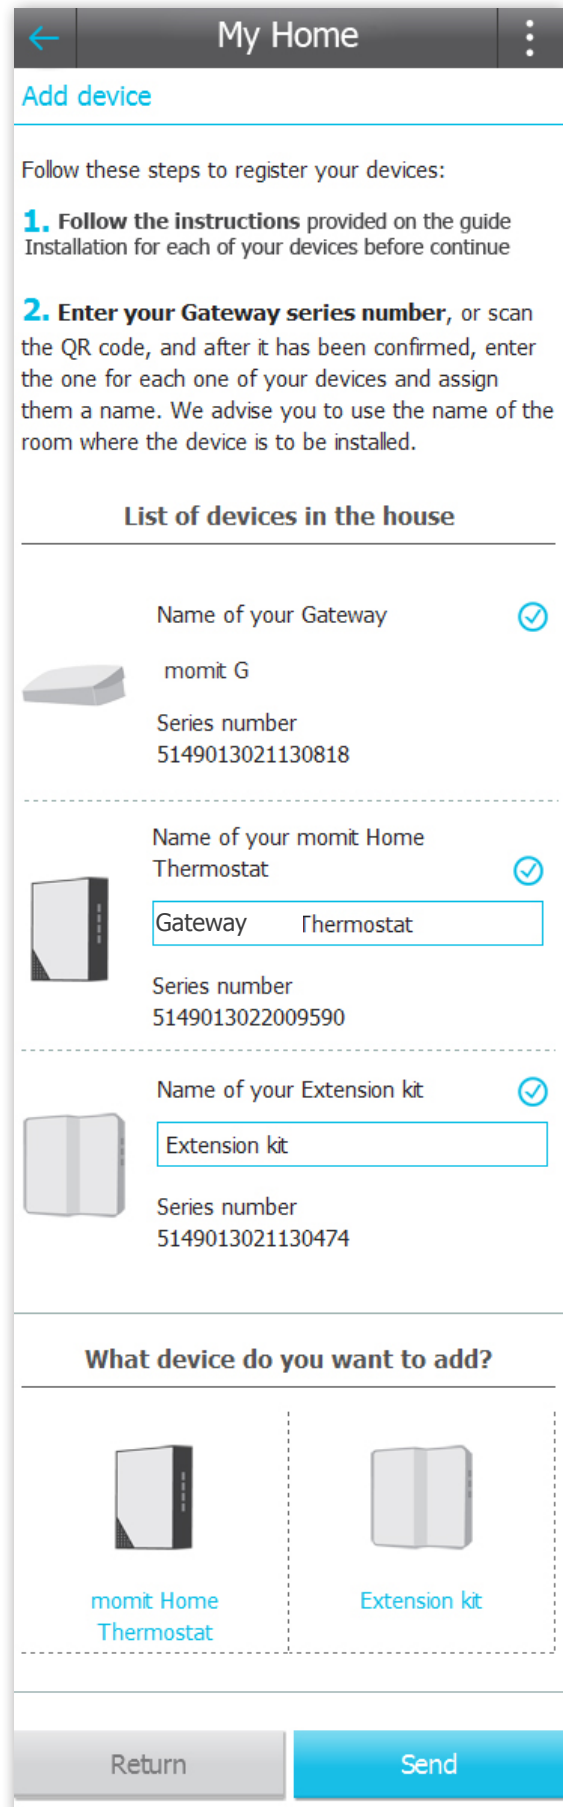 My Home
Add device
Follow these steps to register your devices:
1. Follow the instructions provided on the guide
Installation for each of your devices before continue
2. Enter your Gateway series number, or scan
the QR code, and after it has been confirmed, enter
the one for each one of your devices and assign
them a name. We advise you to use the name of the
room where the device is to be installed.
List of devices in the house
Name of your Gateway
momit G
Series number
5149013021130818
Name of your momit Home
Thermostat
Gateway Thermostat
Series number
5149013022009590
Name of your Extension kit
Extension kit
Series number
5149013021130474
What device do you want to add?
momit Home
Thermostat
Extension kit
Return
Send